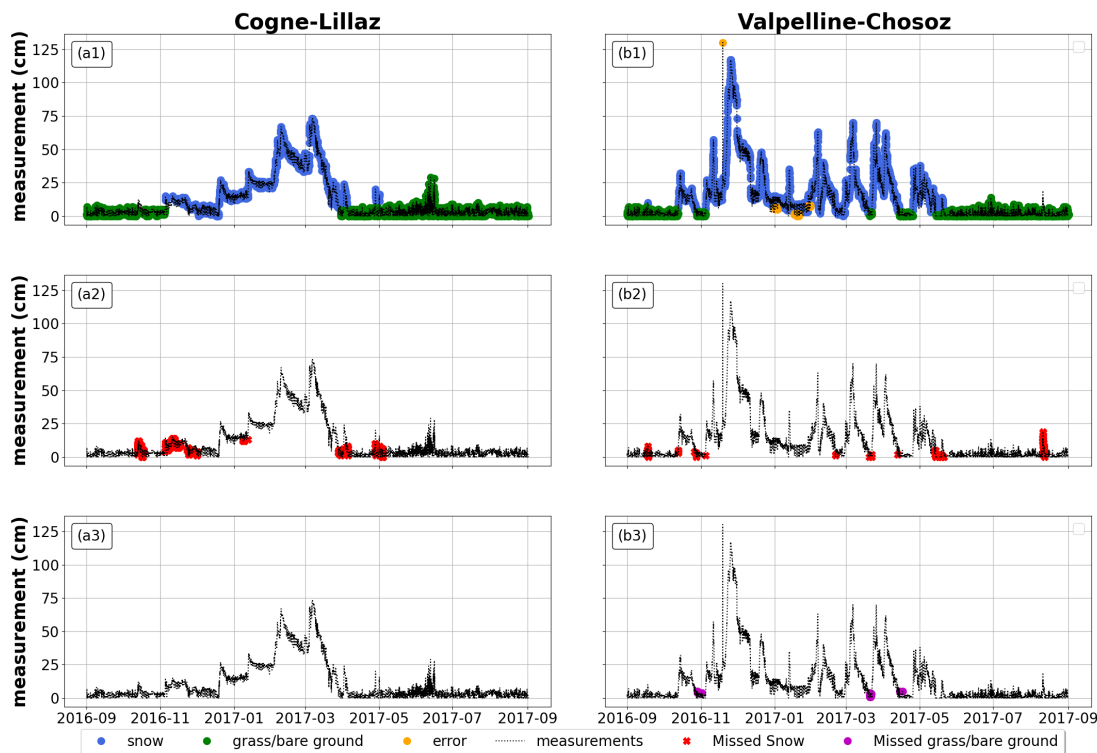 Cogne-Lillaz
Valpelline-Chosoz
measurement (cm)
125
100
75
50
25
0
(a1)
(b1)
measurement (cm)
125
100
75
50
25
0
(a2)
(b2)
measurement (cm)
125
100
75
50
25
0
(a3)
(b3)
2016-09 2016-11 2017-01 2017-03 2017-05 2017-07 2017-09
2016-09 2016-11 2017-01 2017-03 2017-05 2017-07 2017-09
snow grass/bare ground error measurements Missed Snow Missed grass/bare ground